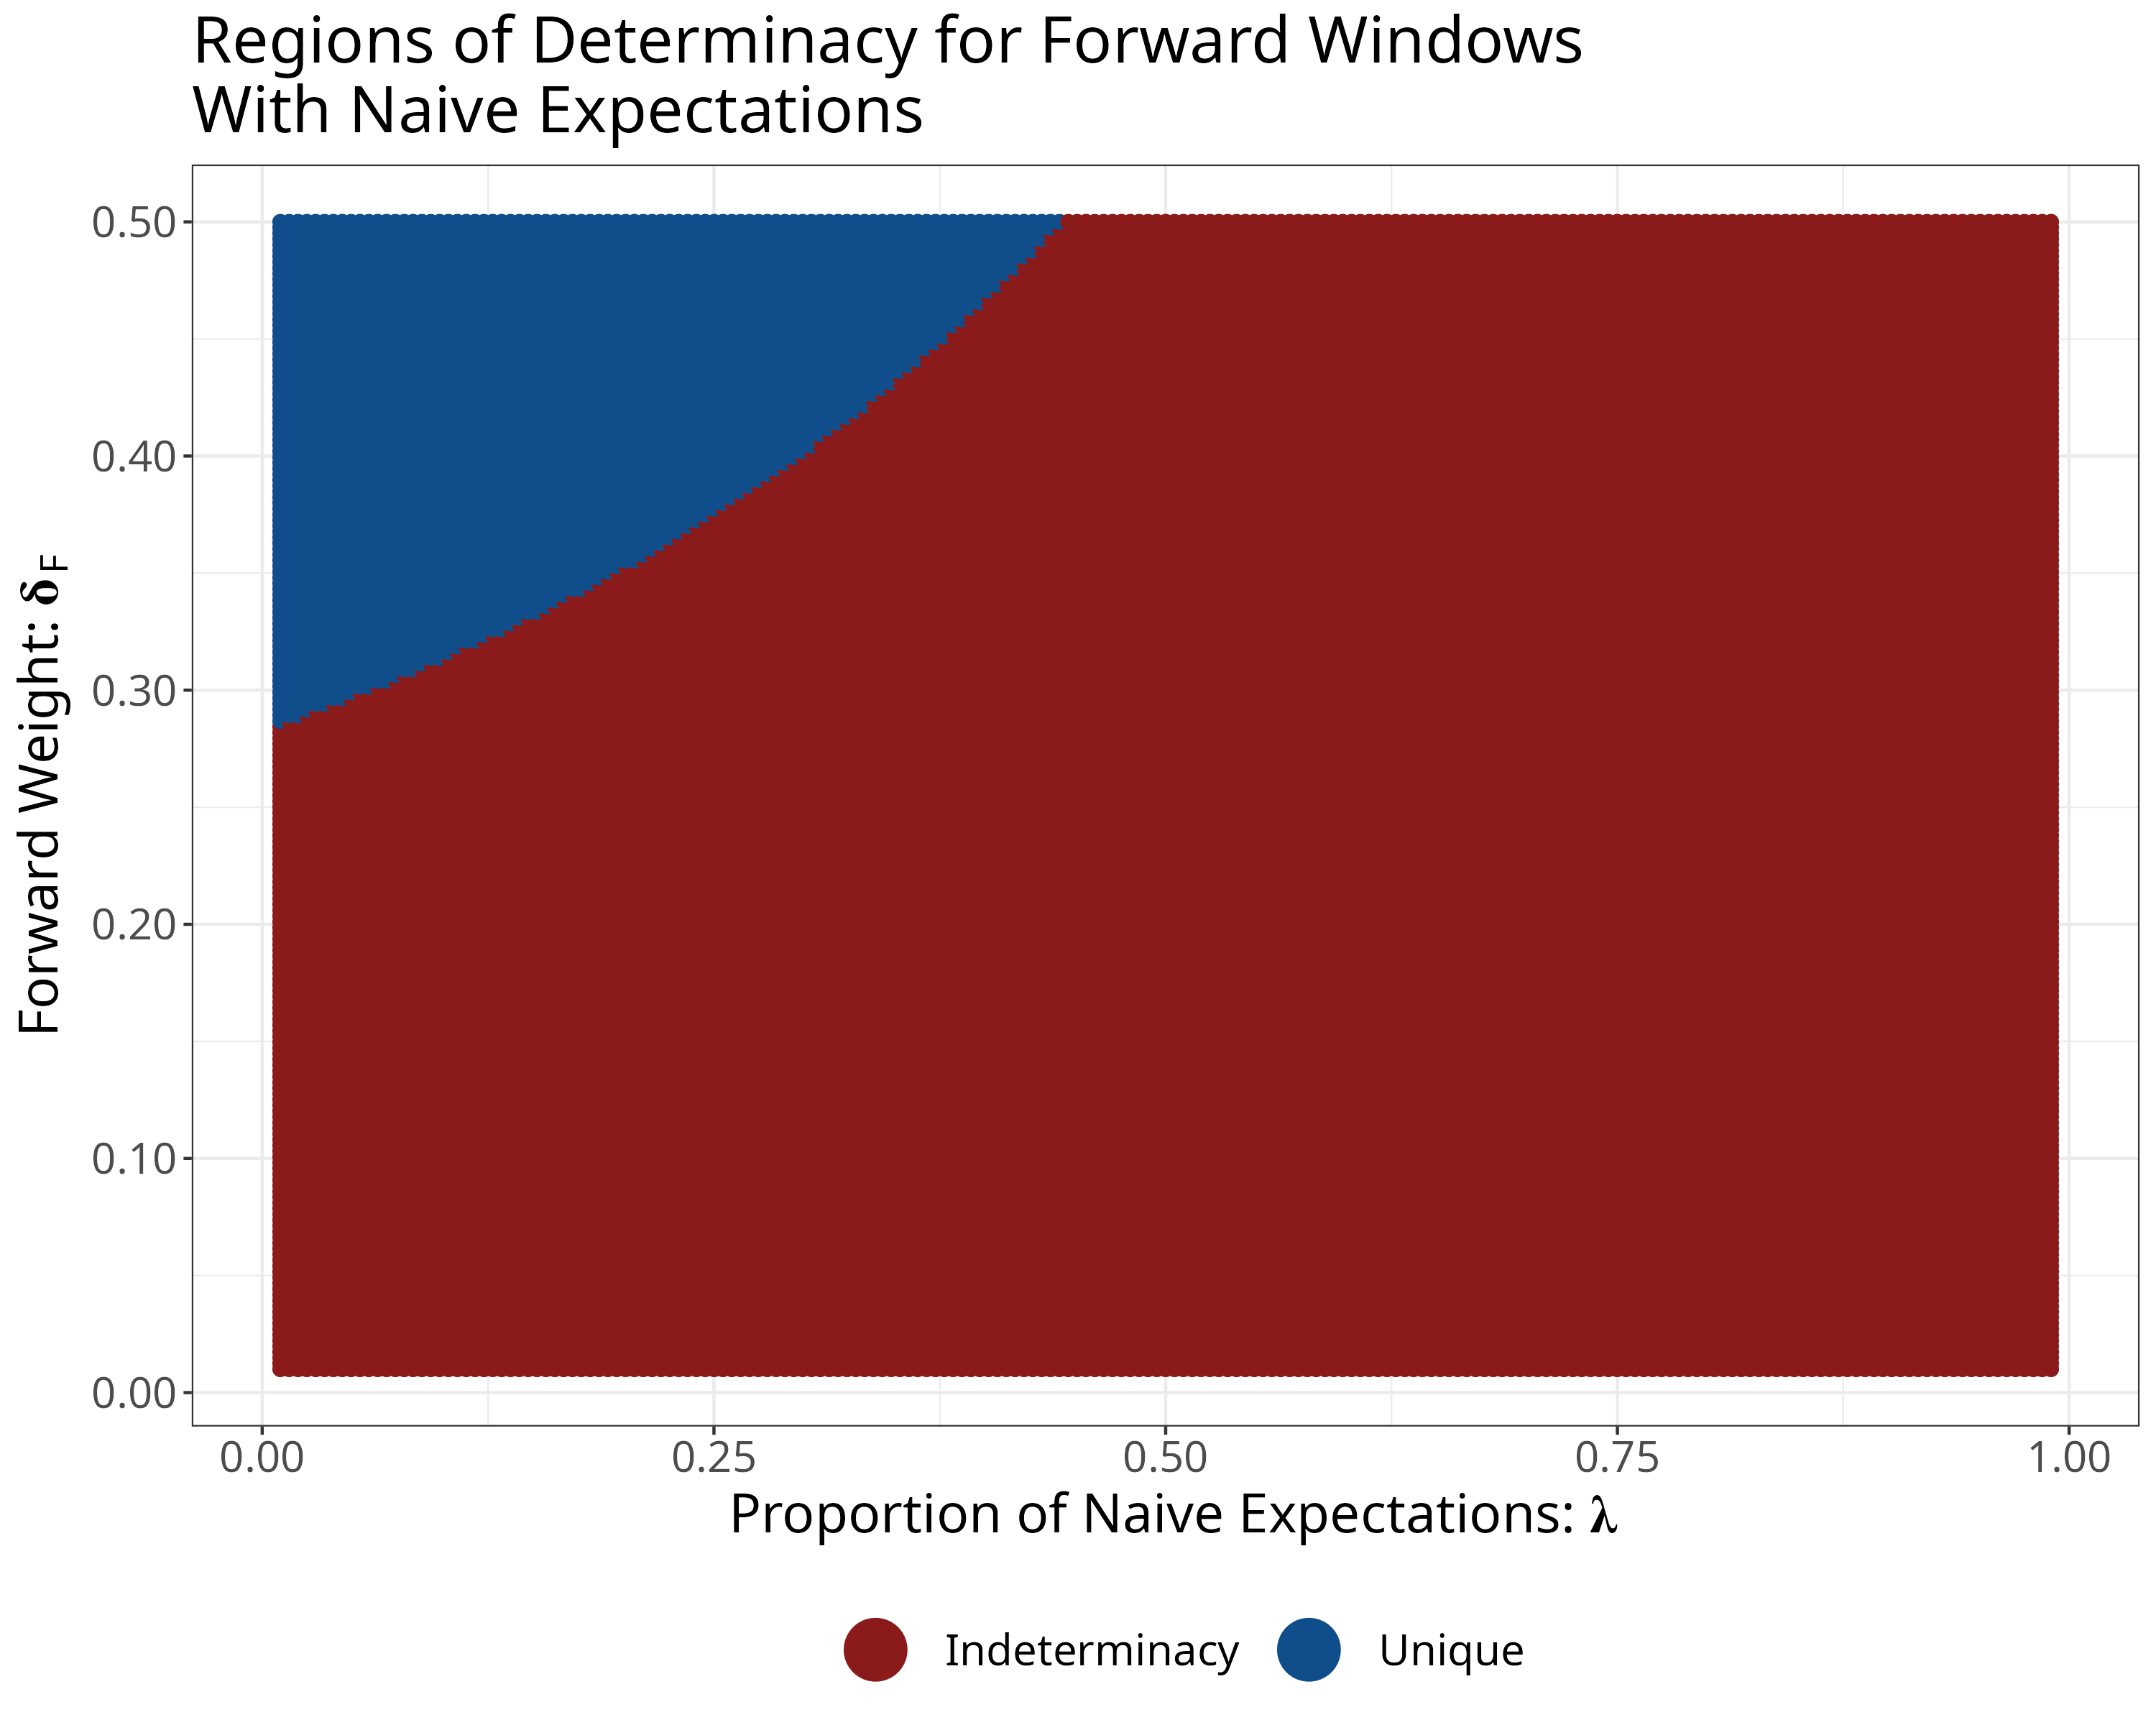 Regions of Determinacy for Forward Windows
With Naive Expectations
Forward Weight: δF
0.50
0.40
0.30
0.20
0.10
0.00
0.00 0.25 0.50 0.75 1.00
Proportion of Naive Expectations: λ
Indeterminacy Unique